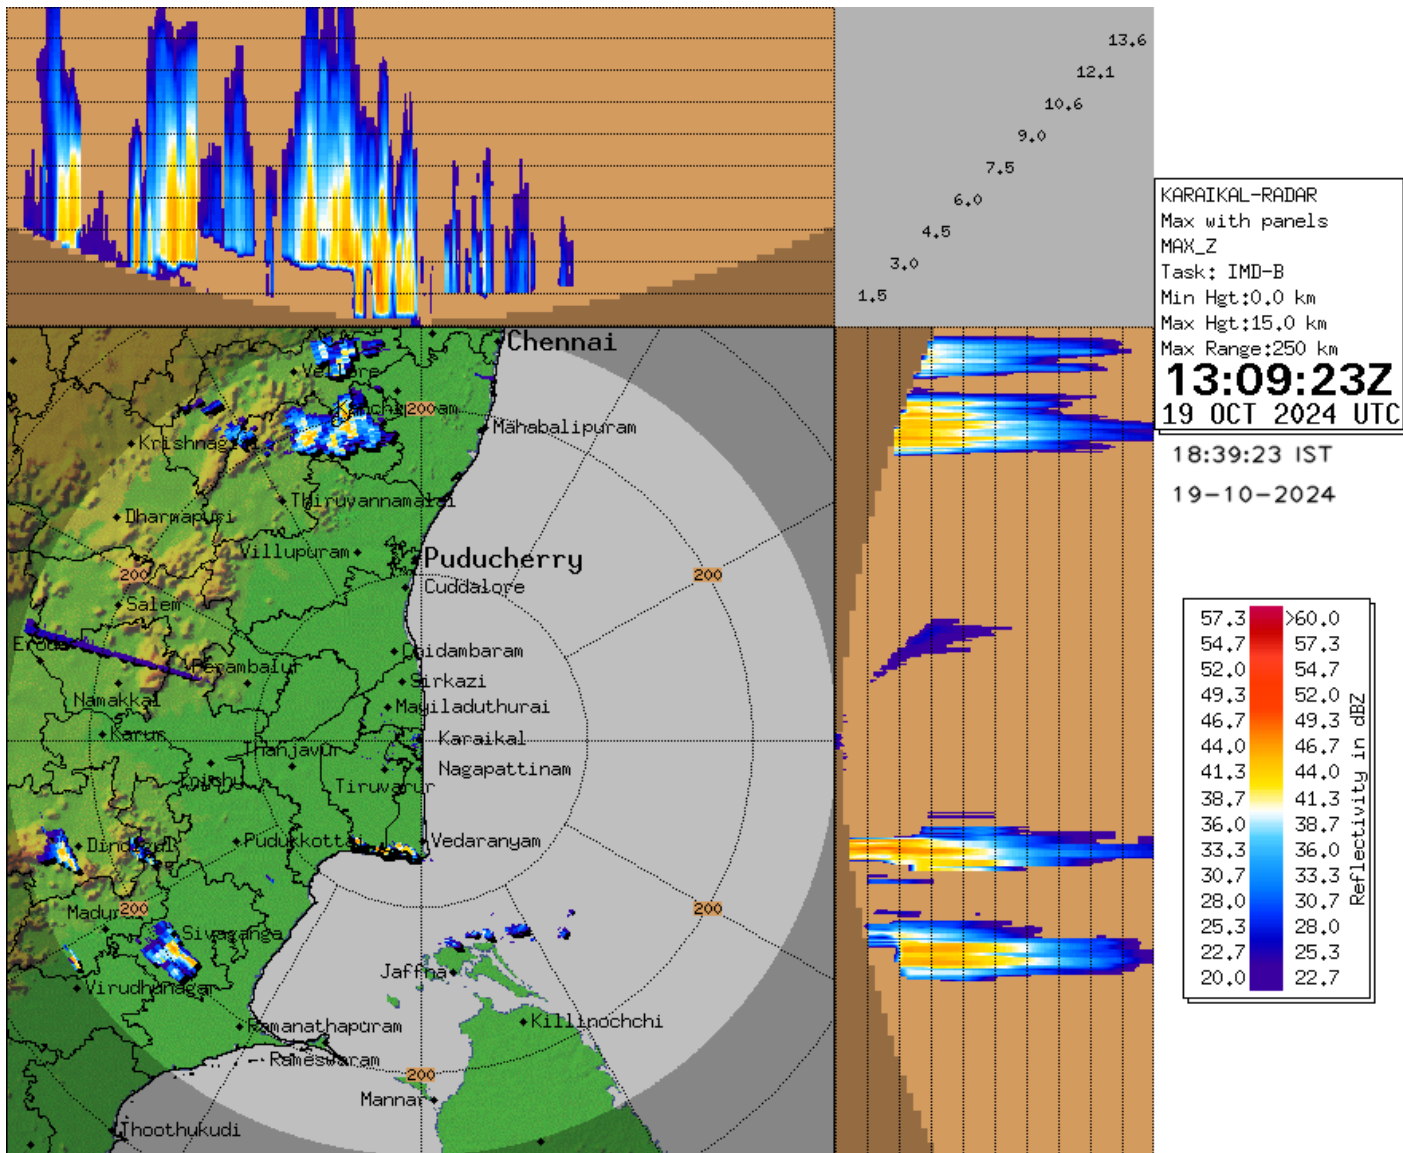 13.6
12.1
10.6
9.0
7.5
6.0
4.5
3.0
1.5
KARAIKAL-RADAR
Max with panels
MAX_Z
Task: IMD-B
Min Hgt:0.0 km
Max Hgt:15.0 km
Max Range:250 km
13:09:23Z
19 OCT 2024 UTC
18:39:23 IST
19-10-2024
Chennai
Vellore
200
Mahabalipuram
Krishnagiri
Thiruvannamalai
Dharmapuri
Villupuram
Puducherry
200
200
Cuddalore
Salem
Erode
Chidambaram
Perambalur
Sirkazi
Namakkal
Mayiladuthurai
Karur
Karaikal
Thanjavur
Nagapattinam
Tiruvarur
Dindigul
Pudukkottai
Vedaranyam
200
200
Sivaganga
Jaffna
Virudhunagar
Ramanathapuram
Killinochchi
Rameswaram
200
Mannar
Thoothukudi
57.3 >60.0
54.7 57.3
52.0 54.7
49.3 52.0
46.7 49.3
44.0 46.7
41.3 44.0
38.7 41.3
36.0 38.7
33.3 36.0
30.7 33.3
28.0 30.7
25.3 28.0
22.7 25.3
20.0 22.7
Reflectivity in dBZ